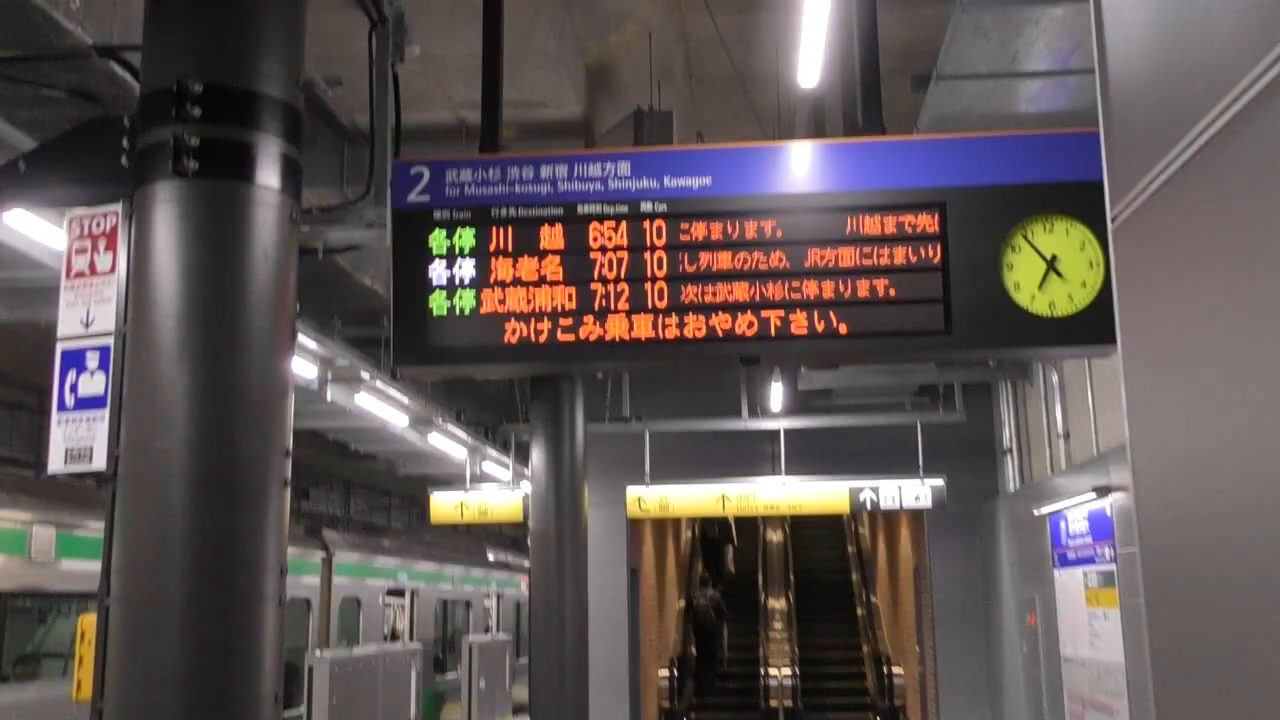 STOP
2
武蔵小杉 渋谷 新宿 川越方面
for Musashi-kosugi, Shibuya, Shinjuku, Kawagoe
種別 Train 行き先 Destination 発車時刻 Dep.time 両数 Cars
各停 川 越 6:54 10 に停まります。 川越まで先に
各停 海老名 7:07 10 し列車のため、JR方面にはまいり
各停 武蔵浦和 7:12 10 次は武蔵小杉に停まります。
かけこみ乗車はおやめ下さい。